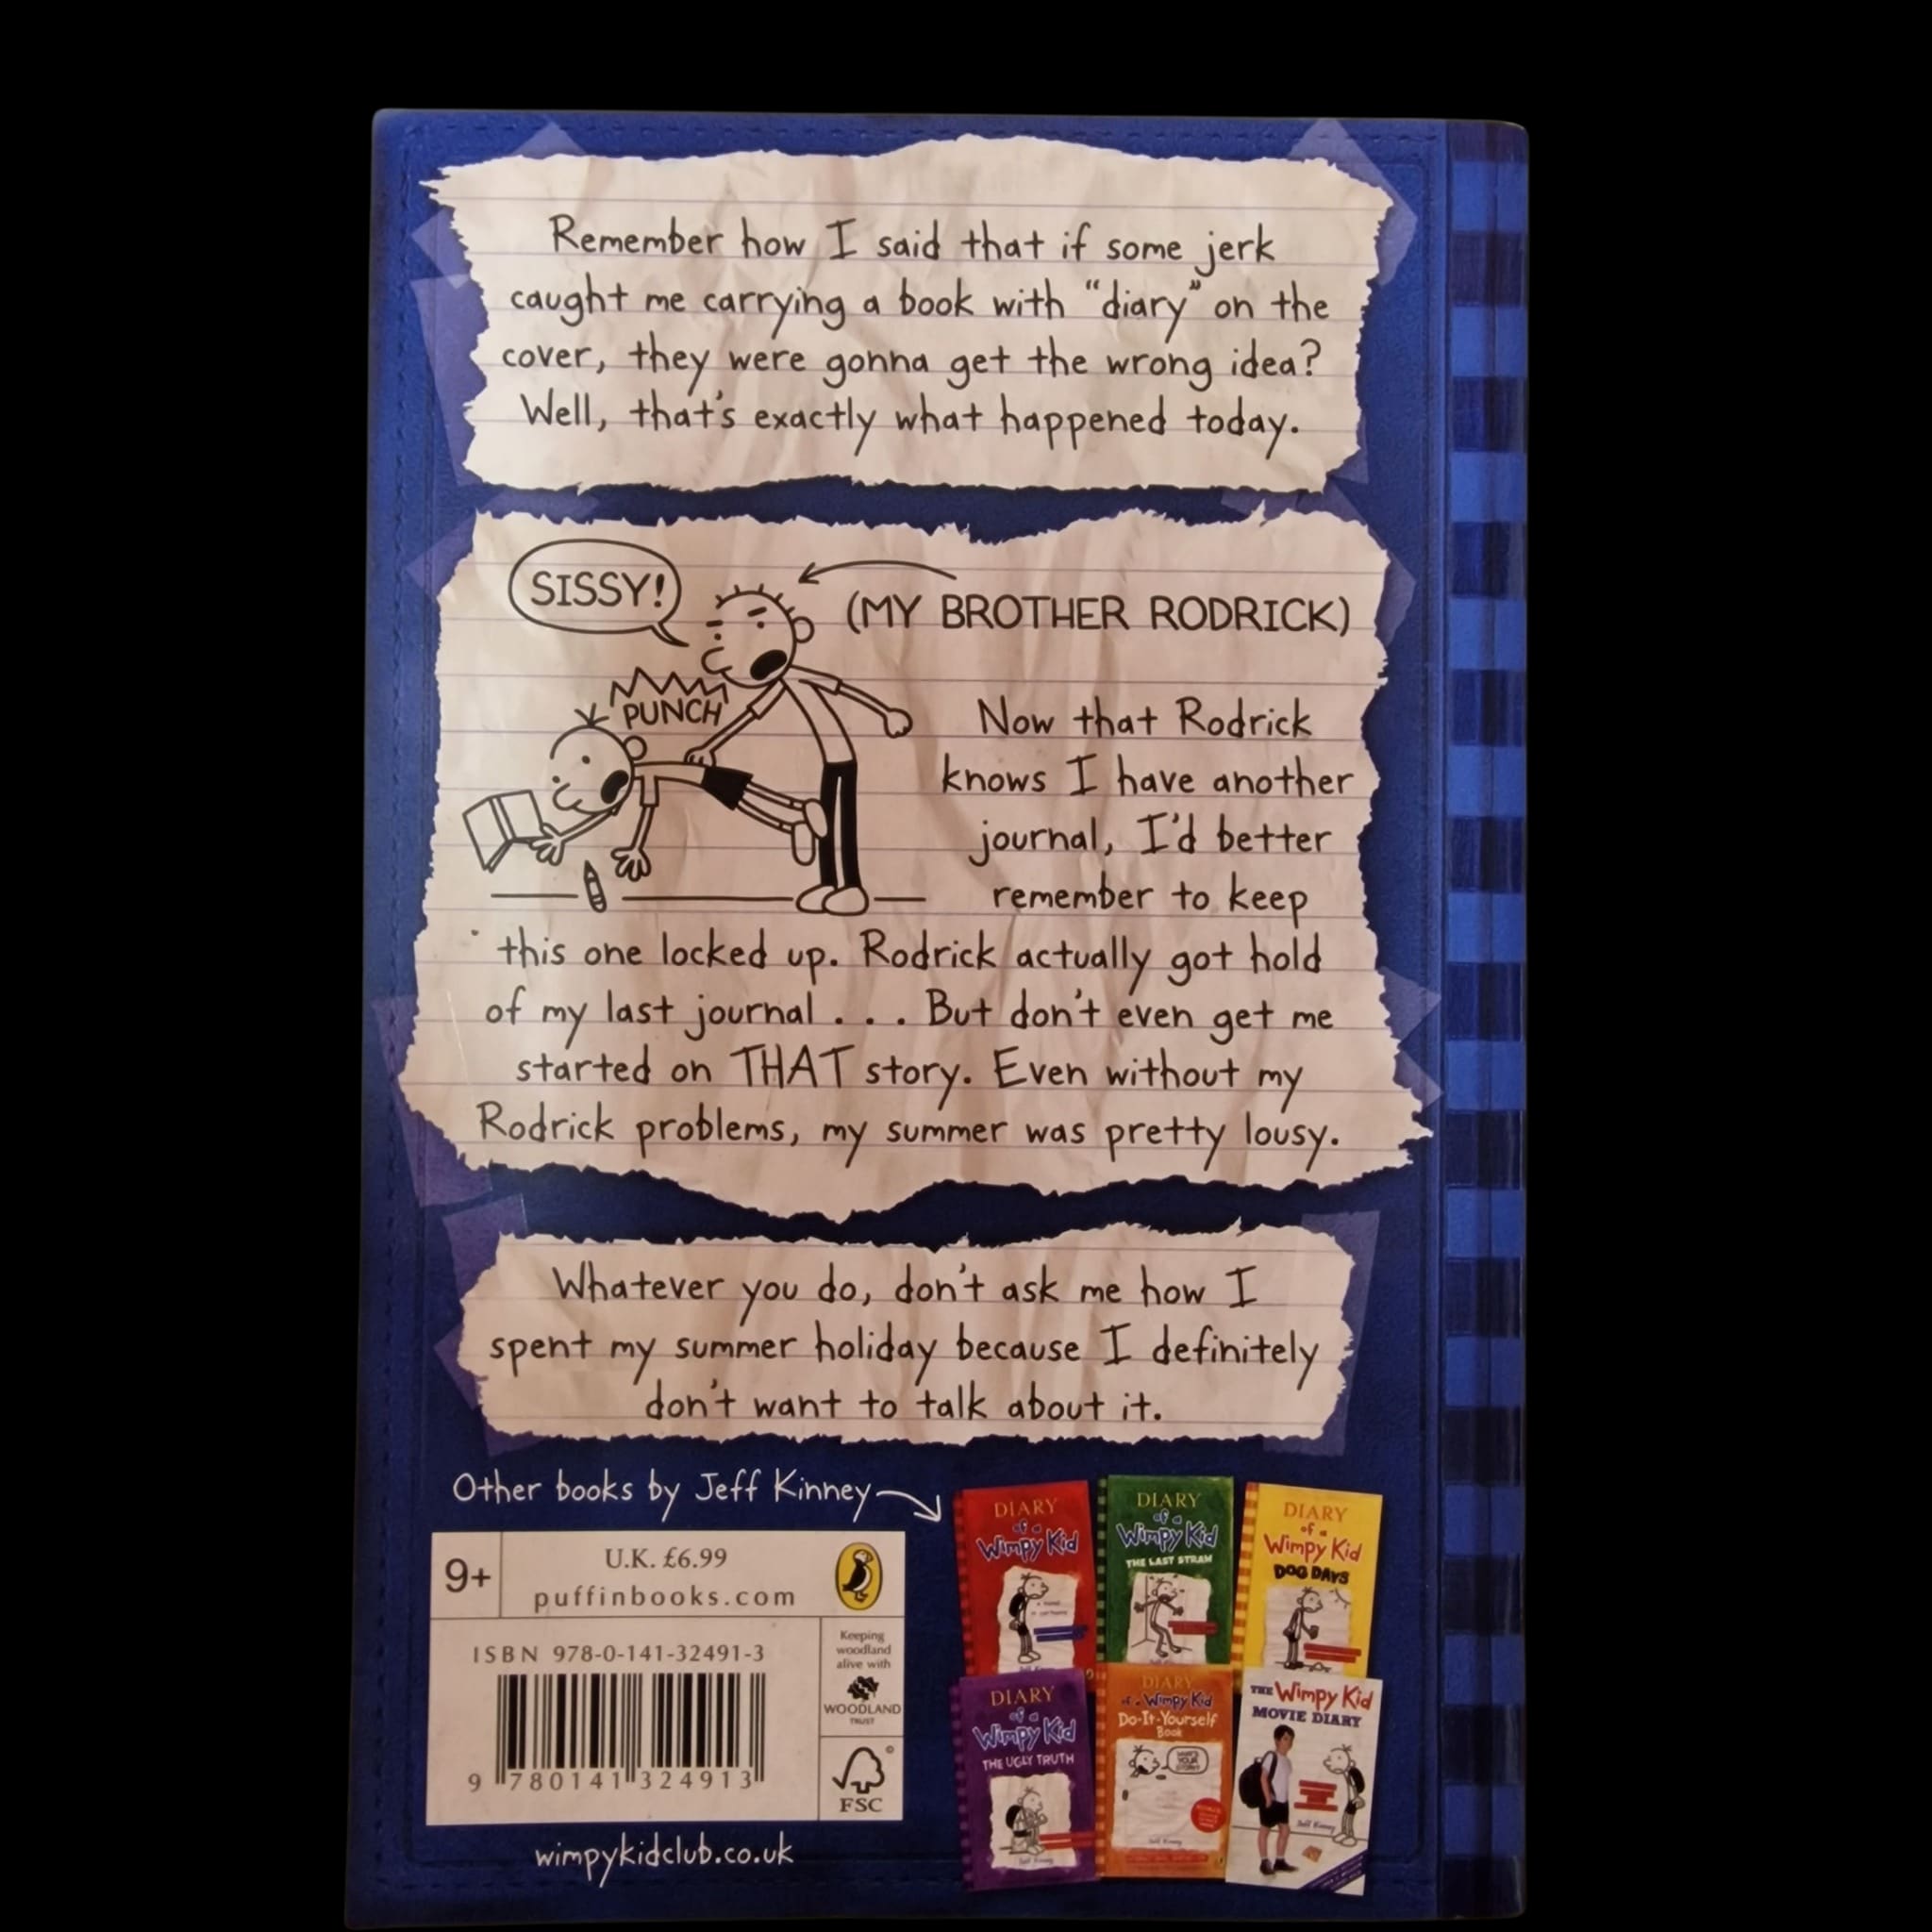 Remember how I said that if some jerk
caught me carrying a book with “diary” on the
cover, they were gonna get the wrong idea?
Well, that's exactly what happened today.
SISSY!
(MY BROTHER RODRICK)
PUNCH
Now that Rodrick
knows I have another
journal, I'd better
remember to keep
this one locked up. Rodrick actually got hold
of my last journal . . . But don't even get me
started on THAT story. Even without my
Rodrick problems, my summer was pretty lousy.
Whatever you do, don't ask me how I
spent my summer holiday because I definitely
don't want to talk about it.
Other books by Jeff Kinney
9+
U.K. £6.99
puffinbooks.com
ISBN 978-0-141-32491-3
9 780141 324913
Keeping
woodland
alive with
WOODLAND
TRUST
FSC
wimpykidclub.co.uk
DIARY
of a
Wimpy Kid
DIARY
of a
Wimpy Kid
THE LAST STRAW
DIARY
of a
Wimpy Kid
DOG DAYS
DIARY
of a
Wimpy Kid
THE UGLY TRUTH
DIARY
of a Wimpy Kid
Do-It-Yourself
Book
THE Wimpy Kid
MOVIE DIARY